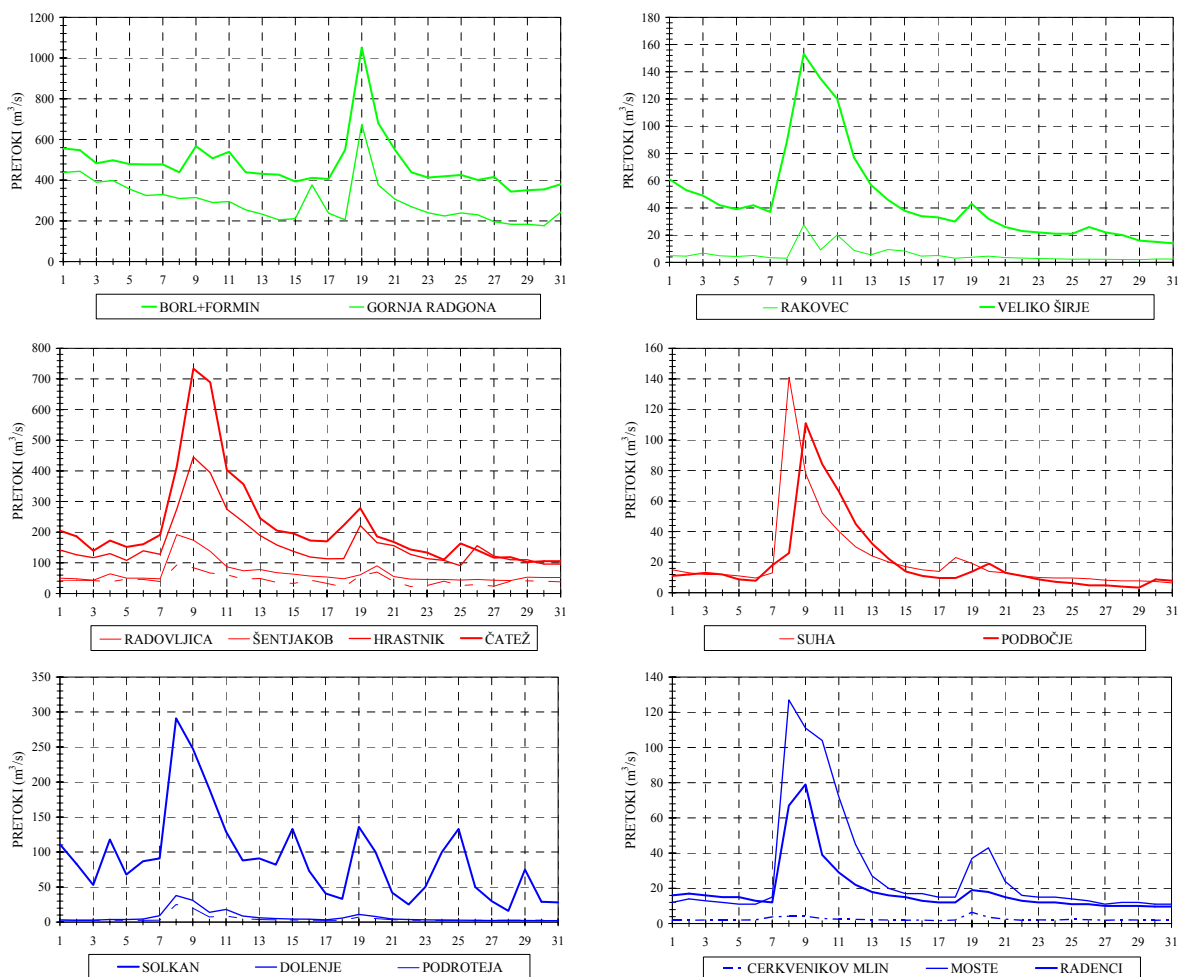 1200
1000
800
600
400
200
0
PRETOKI (m³/s)
1 3 5 7 9 11 13 15 17 19 21 23 25 27 29 31
BORL+FORMIN GORNJA RADGONA
180
160
140
120
100
80
60
40
20
0
PRETOKI (m³/s)
1 3 5 7 9 11 13 15 17 19 21 23 25 27 29 31
RAKOVEC VELIKO ŠIRJE
800
700
600
500
400
300
200
100
0
PRETOKI (m³/s)
1 3 5 7 9 11 13 15 17 19 21 23 25 27 29 31
RADOVLJICA ŠENTJAKOB HRASTNIK ČATEŽ
160
140
120
100
80
60
40
20
0
PRETOKI (m³/s)
1 3 5 7 9 11 13 15 17 19 21 23 25 27 29 31
SUHA PODBOČJE
350
300
250
200
150
100
50
0
PRETOKI (m³/s)
1 3 5 7 9 11 13 15 17 19 21 23 25 27 29 31
SOLKAN DOLENJE PODROTEJA
140
120
100
80
60
40
20
0
PRETOKI (m³/s)
1 3 5 7 9 11 13 15 17 19 21 23 25 27 29 31
CERKVENIKOV MLIN MOSTE RADENCI